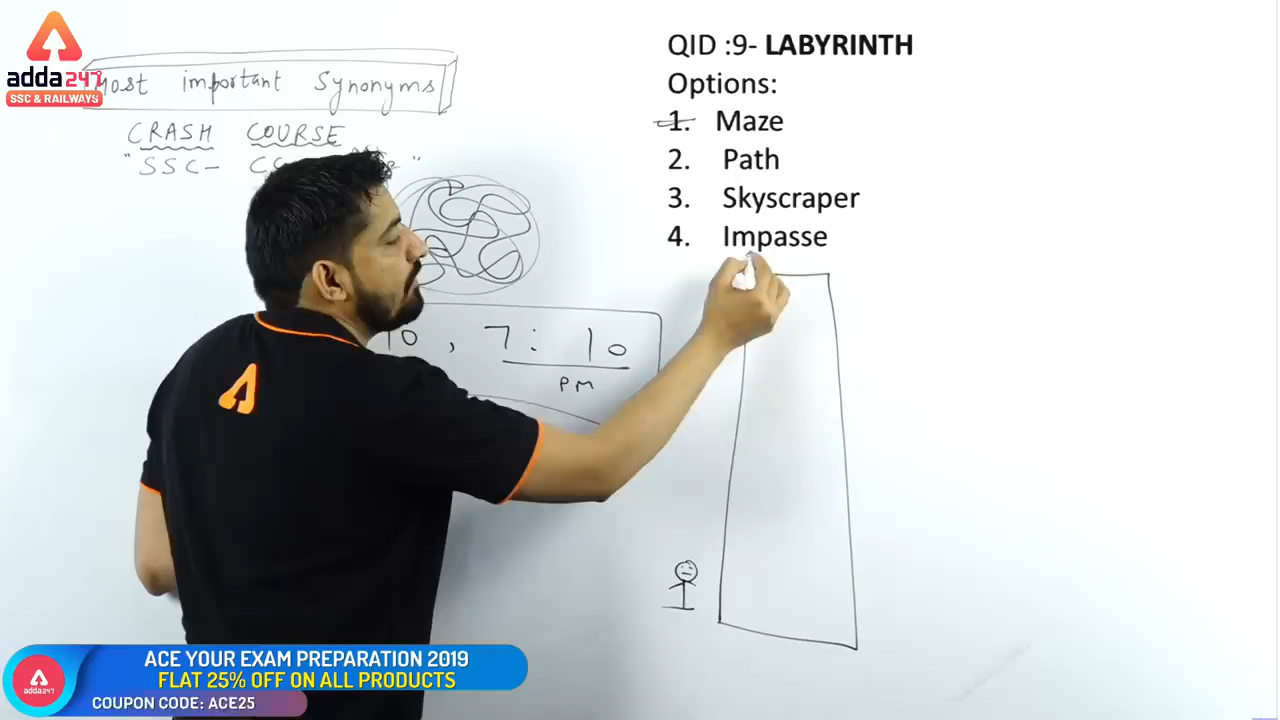 adda247
SSC & RAILWAYS
Most important Synonyms
CRASH COURSE
"SSC-
QID :9- LABYRINTH
Options:
1. Maze
2. Path
3. Skyscraper
4. Impasse
10, 7: 10
PM
adda247
ACE YOUR EXAM PREPARATION 2019
FLAT 25% OFF ON ALL PRODUCTS
COUPON CODE: ACE25